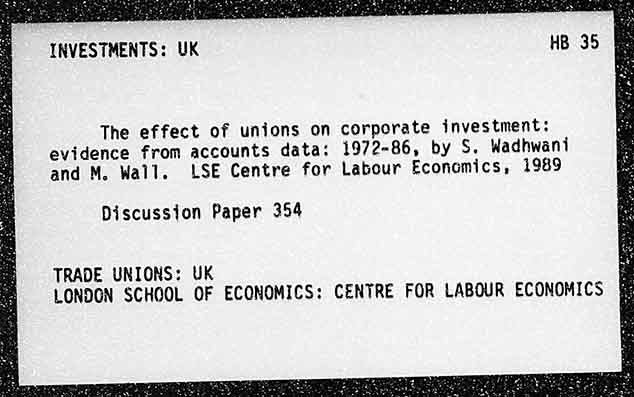 INVESTMENTS: UK HB 35
The effect of unions on corporate investment:
evidence from accounts data: 1972-86, by S. Wadhwani
and M. Wall. LSE Centre for Labour Economics, 1989
Discussion Paper 354
TRADE UNIONS: UK
LONDON SCHOOL OF ECONOMICS: CENTRE FOR LABOUR ECONOMICS